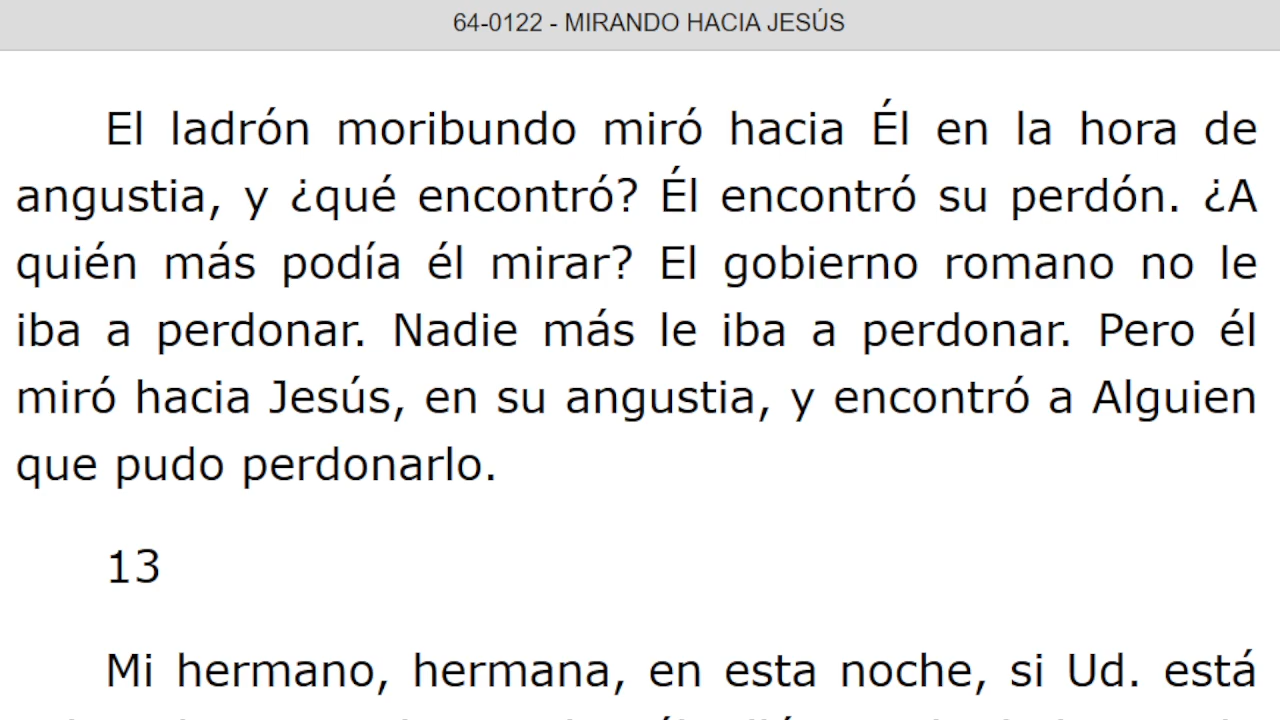 64-0122 - MIRANDO HACIA JESÚS
El ladrón moribundo miró hacia Él en la hora de
angustia, y ¿qué encontró? Él encontró su perdón. ¿A
quién más podía él mirar? El gobierno romano no le
iba a perdonar. Nadie más le iba a perdonar. Pero él
miró hacia Jesús, en su angustia, y encontró a Alguien
que pudo perdonarlo.
13
Mi hermano, hermana, en esta noche, si Ud. está